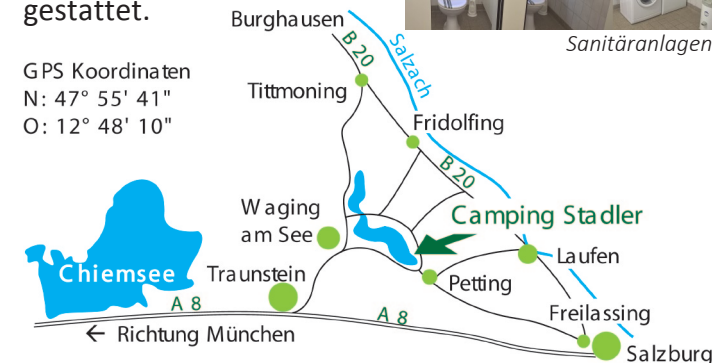 gestattet.
Sanitäranlagen
GPS Koordinaten
N: 47° 55' 41"
O: 12° 48' 10"
Burghausen
B 20
Salzach
Tittmoning
Fridolfing
B 20
Waging
am See
Camping Stadler
Chiemsee
Traunstein
Petting
Laufen
A 8
A 8
Freilassing
← Richtung München
Salzburg